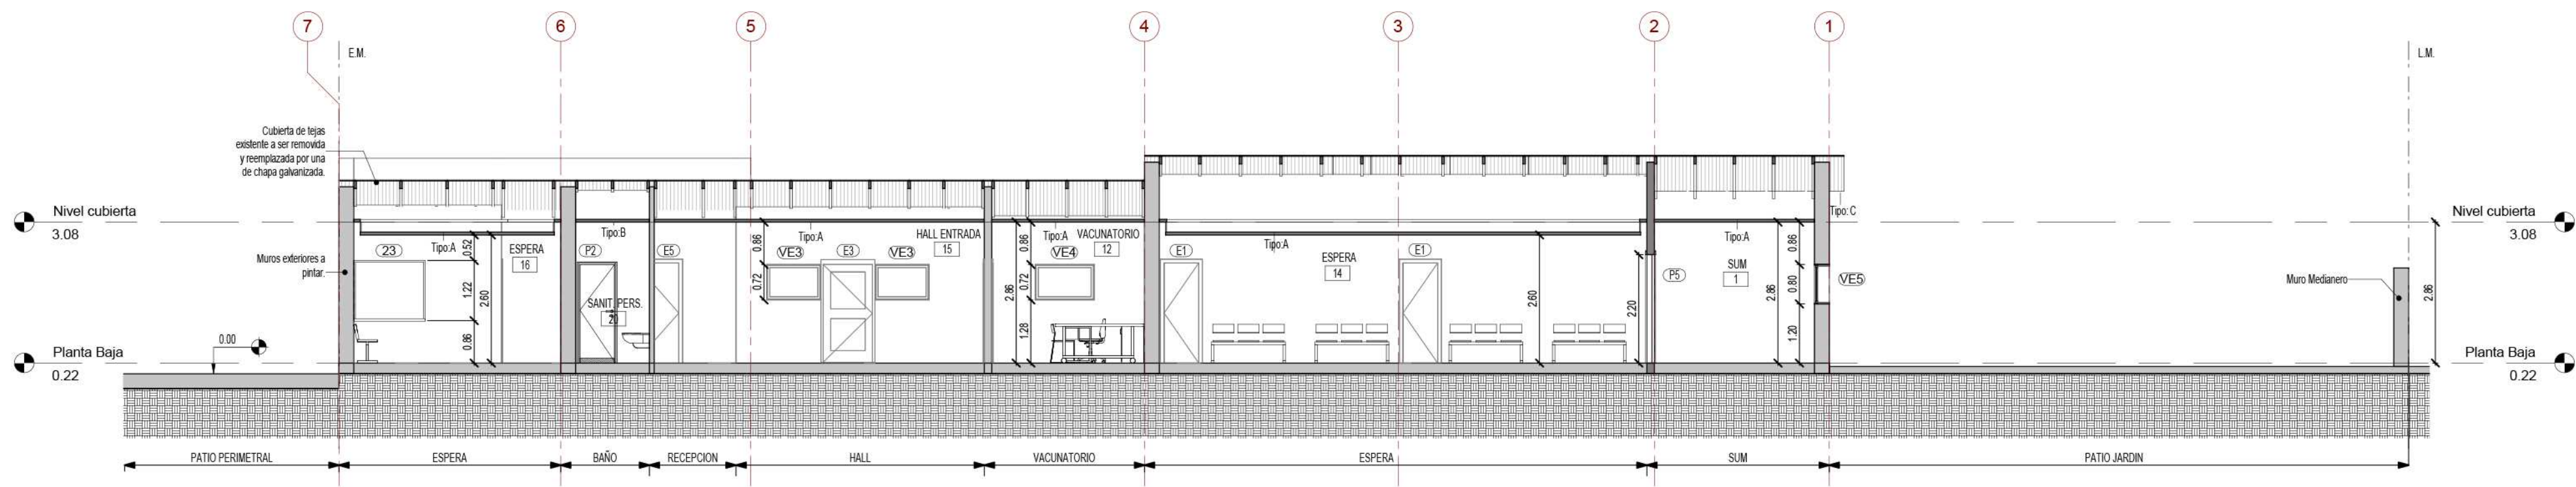 7
6
5
4
3
2
1
E.M.
L.M.
Cubierta de tejas
existente a ser removida
y reemplazada por una
de chapa galvanizada.
Nivel cubierta
3.08
Nivel cubierta
3.08
Muros exteriores a
pintar.
23
Tipo:A
0.52
1.22
0.86
2.60
ESPERA
16
Tipo:B
P2
SANIT. PERS.
20
E5
0.86
0.72
Tipo:A
VE3
E3
VE3
HALL ENTRADA
15
2.86
0.86
0.72
1.28
Tipo:A
VE4
VACUNATORIO
12
E1
Tipo:A
ESPERA
14
E1
2.60
2.20
P5
Tipo:A
SUM
1
2.86
0.86
0.80
1.20
Tipo: C
VE5
Muro Medianero
2.86
0.00
Planta Baja
0.22
Planta Baja
0.22
PATIO PERIMETRAL
ESPERA
BAÑO
RECEPCION
HALL
VACUNATORIO
ESPERA
SUM
PATIO JARDIN